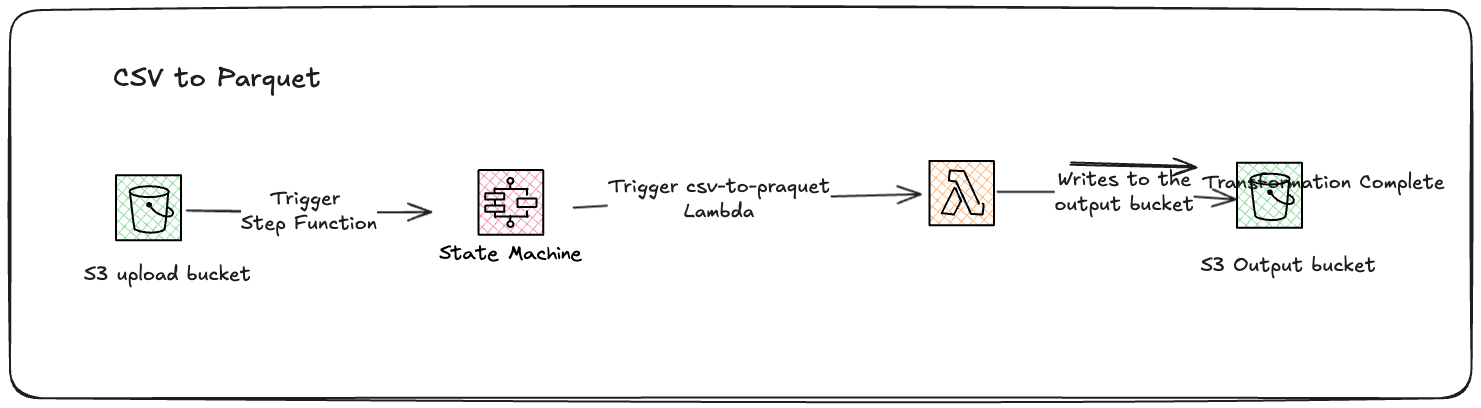 CSV to Parquet
Trigger
Step Function
S3 upload bucket
State Machine
Trigger csv-to-praquet
Lambda
Writes to the
output bucket
Transformation Complete
S3 Output bucket